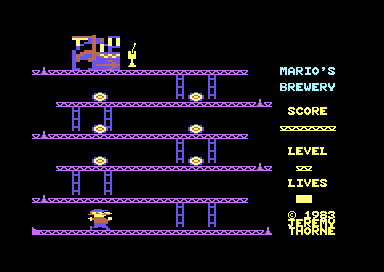 MARIO'S
BREWERY
SCORE
LEVEL
LIVES
© 1983
JEREMY
THORNE